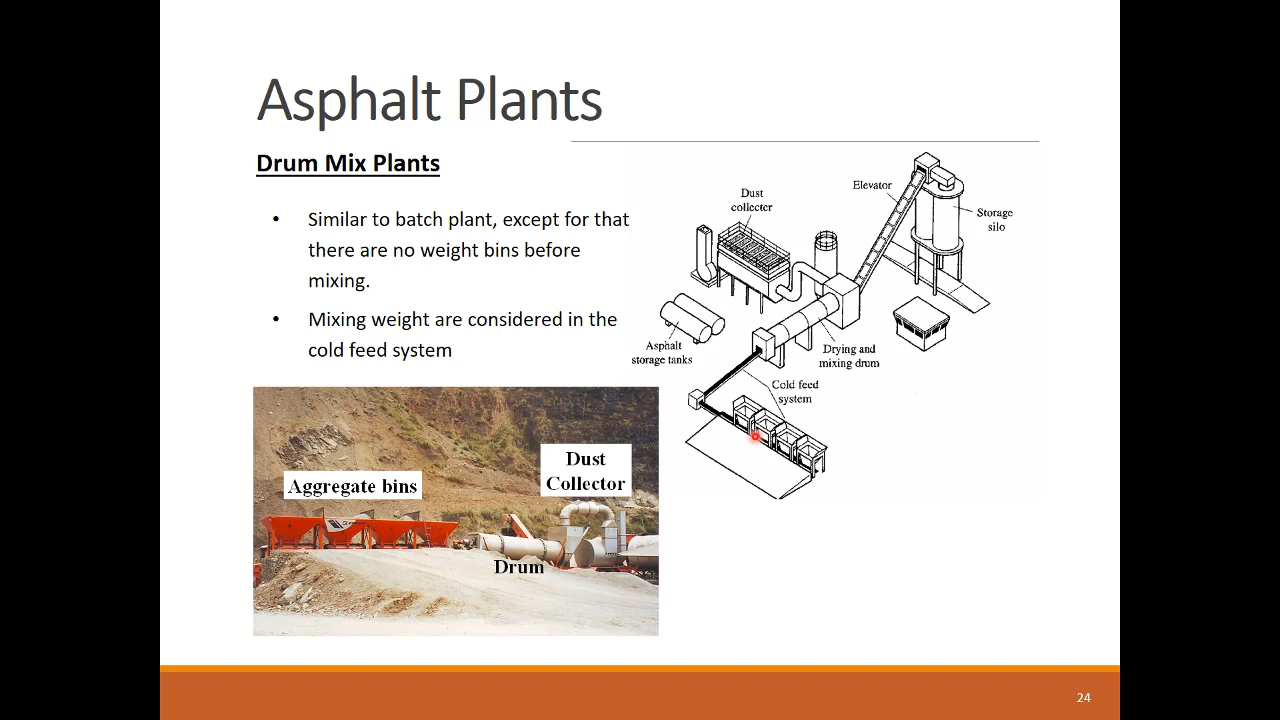 Asphalt Plants
Drum Mix Plants
• Similar to batch plant, except for that
there are no weight bins before
mixing.
• Mixing weight are considered in the
cold feed system
Elevator
Dust
collecter
Storage
silo
Asphalt
storage tanks
Drying and
mixing drum
Cold feed
system
Aggregate bins
Dust
Collector
Drum
24